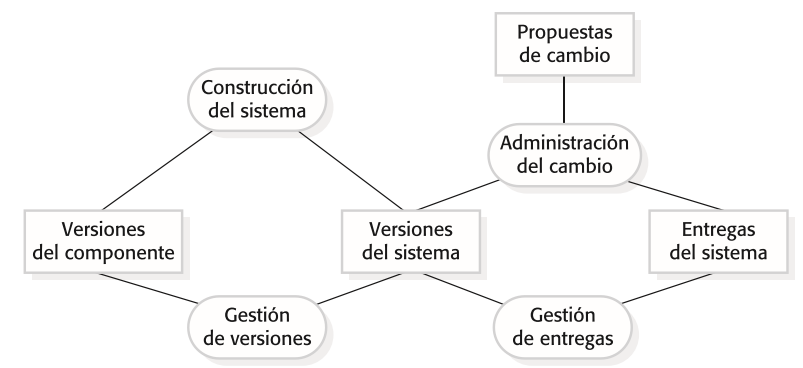 Propuestas
de cambio
Construcción
del sistema
Administración
del cambio
Versiones
del componente
Versiones
del sistema
Entregas
del sistema
Gestión
de versiones
Gestión
de entregas